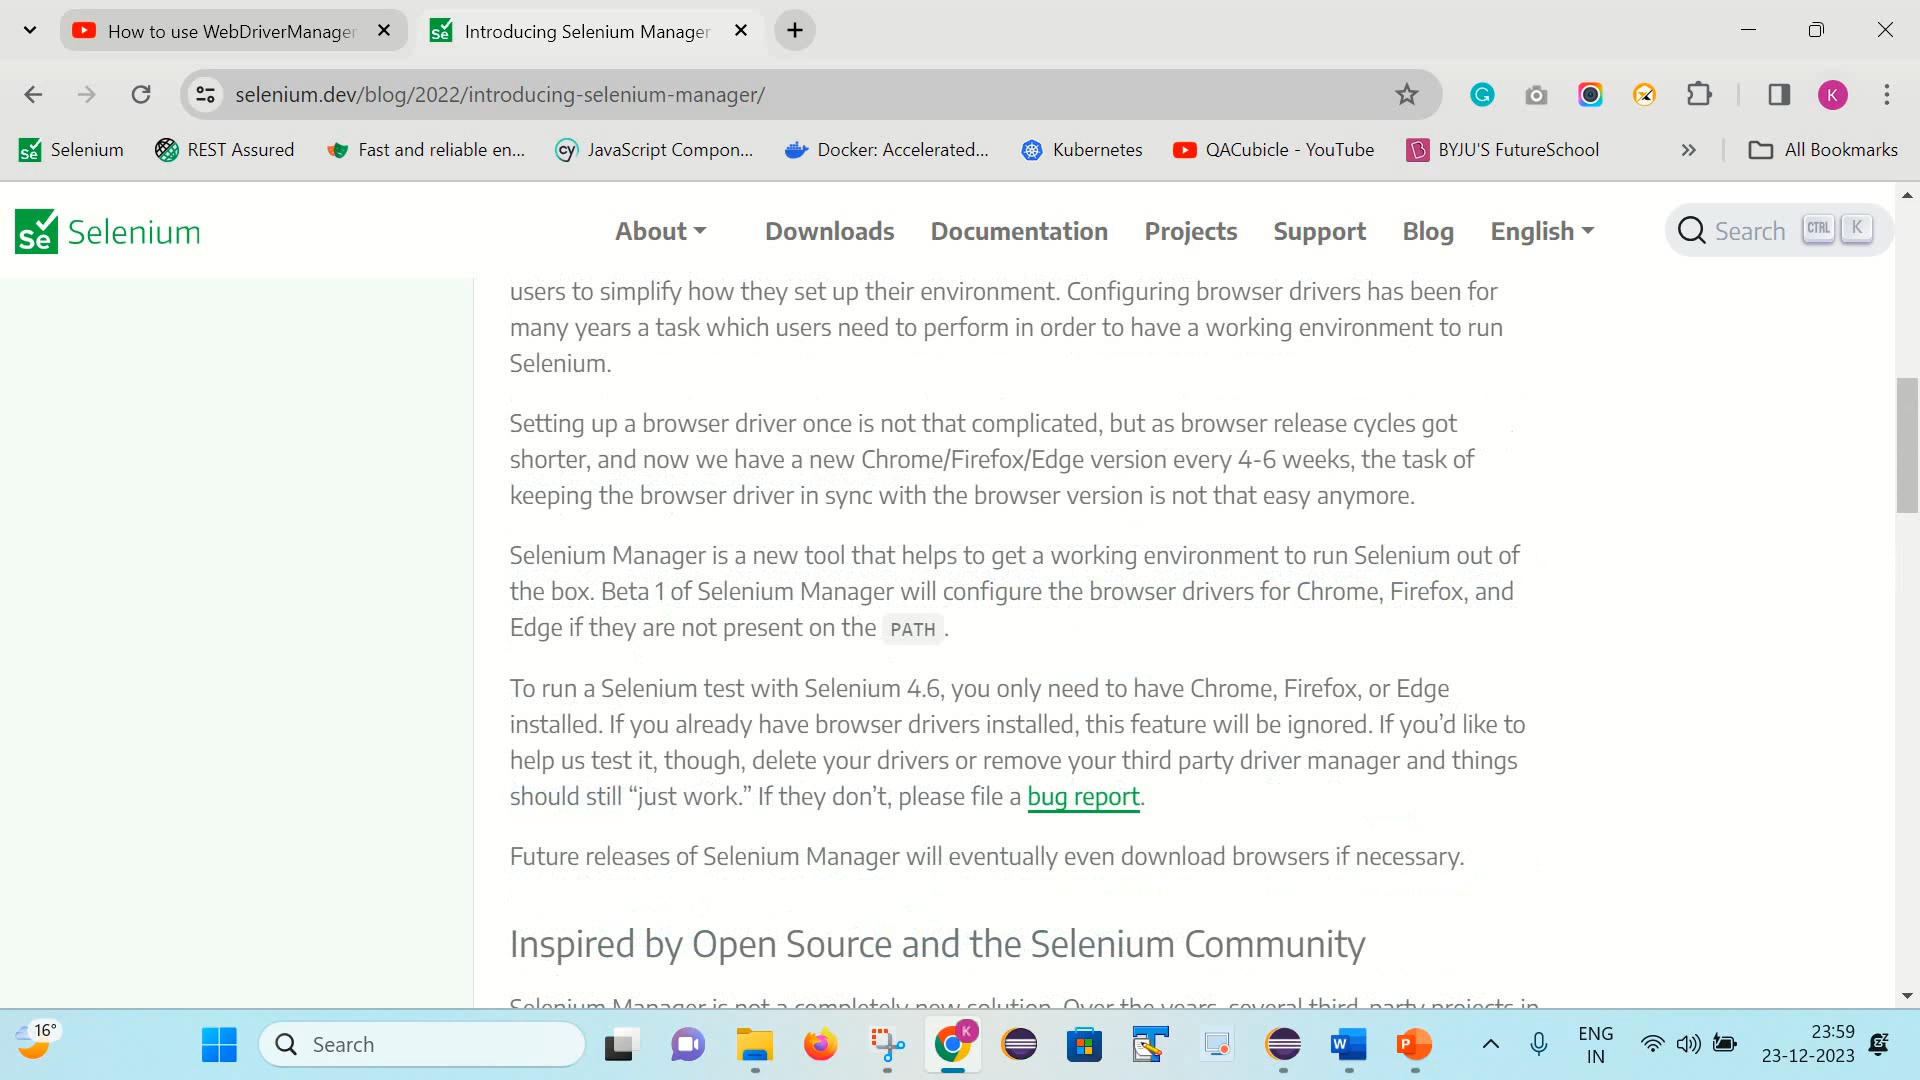 How to use WebDriverManager
Introducing Selenium Manager
selenium.dev/blog/2022/introducing-selenium-manager/
K
Selenium
REST Assured
Fast and reliable en...
JavaScript Compon...
Docker: Accelerated...
Kubernetes
QACubicle - YouTube
BYJU'S FutureSchool
All Bookmarks
Se Selenium
About
Downloads
Documentation
Projects
Support
Blog
English
Search CTRL K
users to simplify how they set up their environment. Configuring browser drivers has been for
many years a task which users need to perform in order to have a working environment to run
Selenium.
Setting up a browser driver once is not that complicated, but as browser release cycles got
shorter, and now we have a new Chrome/Firefox/Edge version every 4-6 weeks, the task of
keeping the browser driver in sync with the browser version is not that easy anymore.
Selenium Manager is a new tool that helps to get a working environment to run Selenium out of
the box. Beta 1 of Selenium Manager will configure the browser drivers for Chrome, Firefox, and
Edge if they are not present on the PATH.
To run a Selenium test with Selenium 4.6, you only need to have Chrome, Firefox, or Edge
installed. If you already have browser drivers installed, this feature will be ignored. If you’d like to
help us test it, though, delete your drivers or remove your third party driver manager and things
should still “just work.” If they don’t, please file a bug report.
Future releases of Selenium Manager will eventually even download browsers if necessary.
Inspired by Open Source and the Selenium Community
Selenium Manager is not a completely new solution. Over the years, several third-party projects in
16°
Search
ENG
IN
23:59
23-12-2023